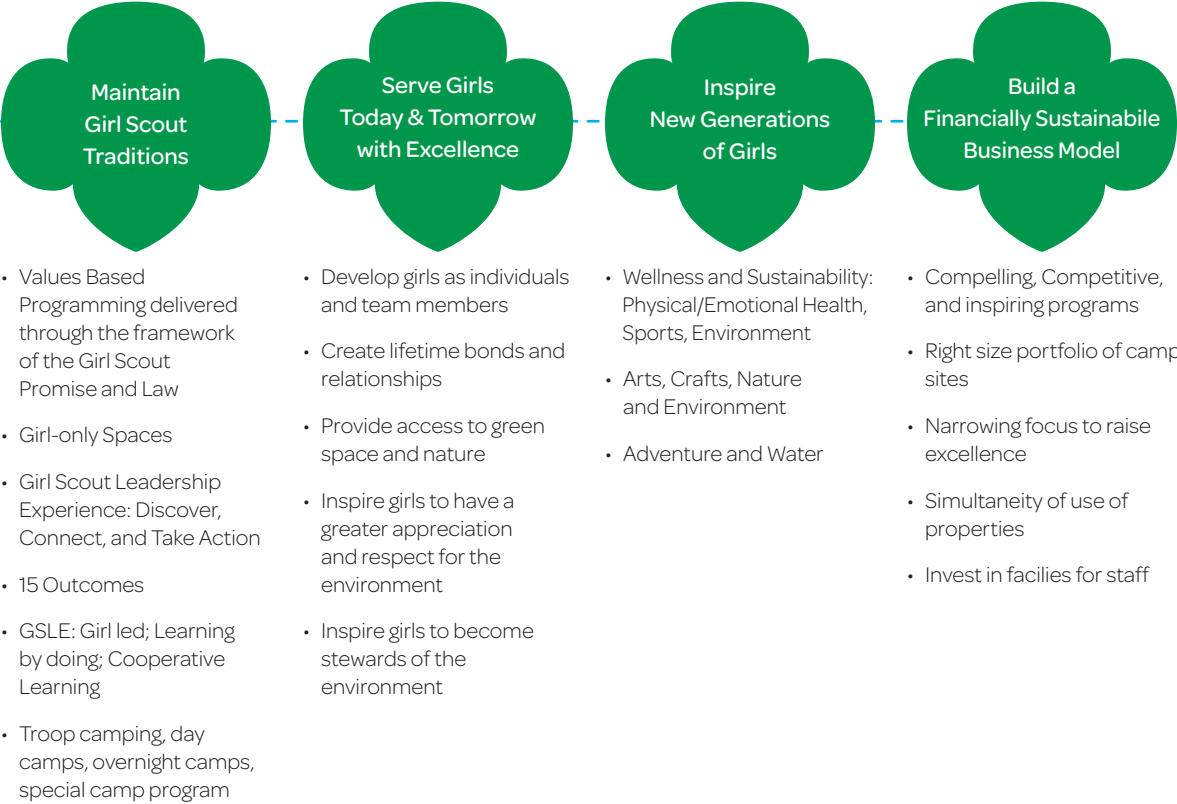 Maintain
Girl Scout
Traditions
• Values Based
Programming delivered
through the framework
of the Girl Scout
Promise and Law
• Girl-only Spaces
• Girl Scout Leadership
Experience: Discover,
Connect, and Take Action
• 15 Outcomes
• GSLE: Girl led; Learning
by doing; Cooperative
Learning
• Troop camping, day
camps, overnight camps,
special camp program
Serve Girls
Today & Tomorrow
with Excellence
• Develop girls as individuals
and team members
• Create lifetime bonds and
relationships
• Provide access to green
space and nature
• Inspire girls to have a
greater appreciation
and respect for the
environment
• Inspire girls to become
stewards of the
environment
Inspire
New Generations
of Girls
• Wellness and Sustainability:
Physical/Emotional Health,
Sports, Environment
• Arts, Crafts, Nature
and Environment
• Adventure and Water
Build a
Financially Sustainabile
Business Model
• Compelling, Competitive,
and inspiring programs
• Right size portfolio of camp
sites
• Narrowing focus to raise
excellence
• Simultaneity of use of
properties
• Invest in facilies for staff